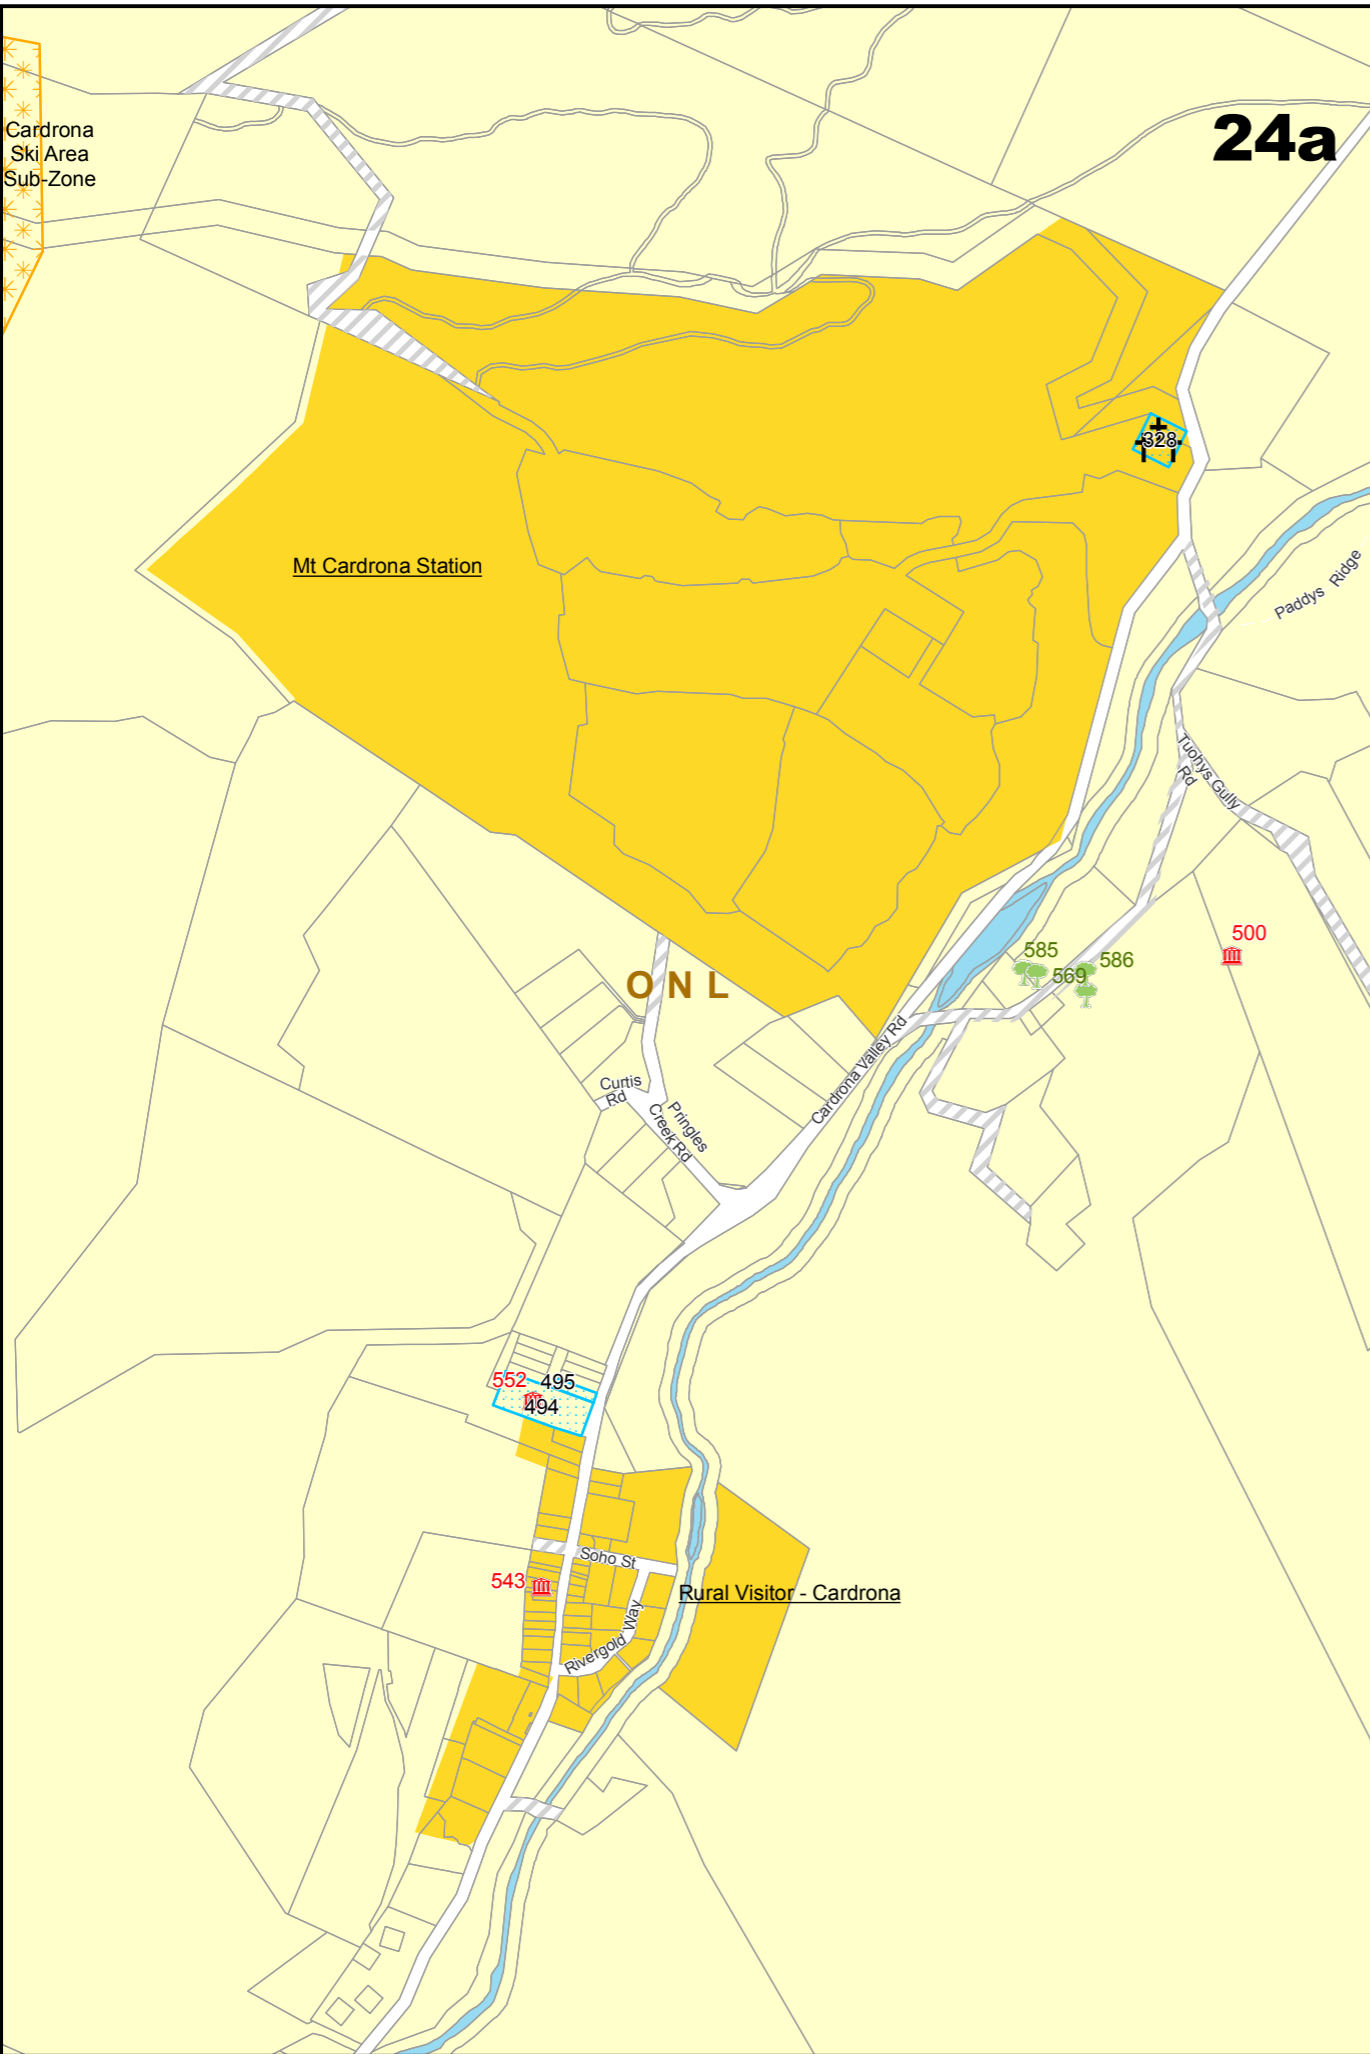 24a
Cardrona
Ski Area
Sub-Zone
328
Mt Cardrona Station
Paddys Ridge
Tuohys Gully
Rd
500
585
569
586
O N L
Cardrona Valley Rd
Curtis
Rd
Pringles
Creek Rd
552
495
494
Soho St
543
Rural Visitor - Cardrona
Rivergold Way